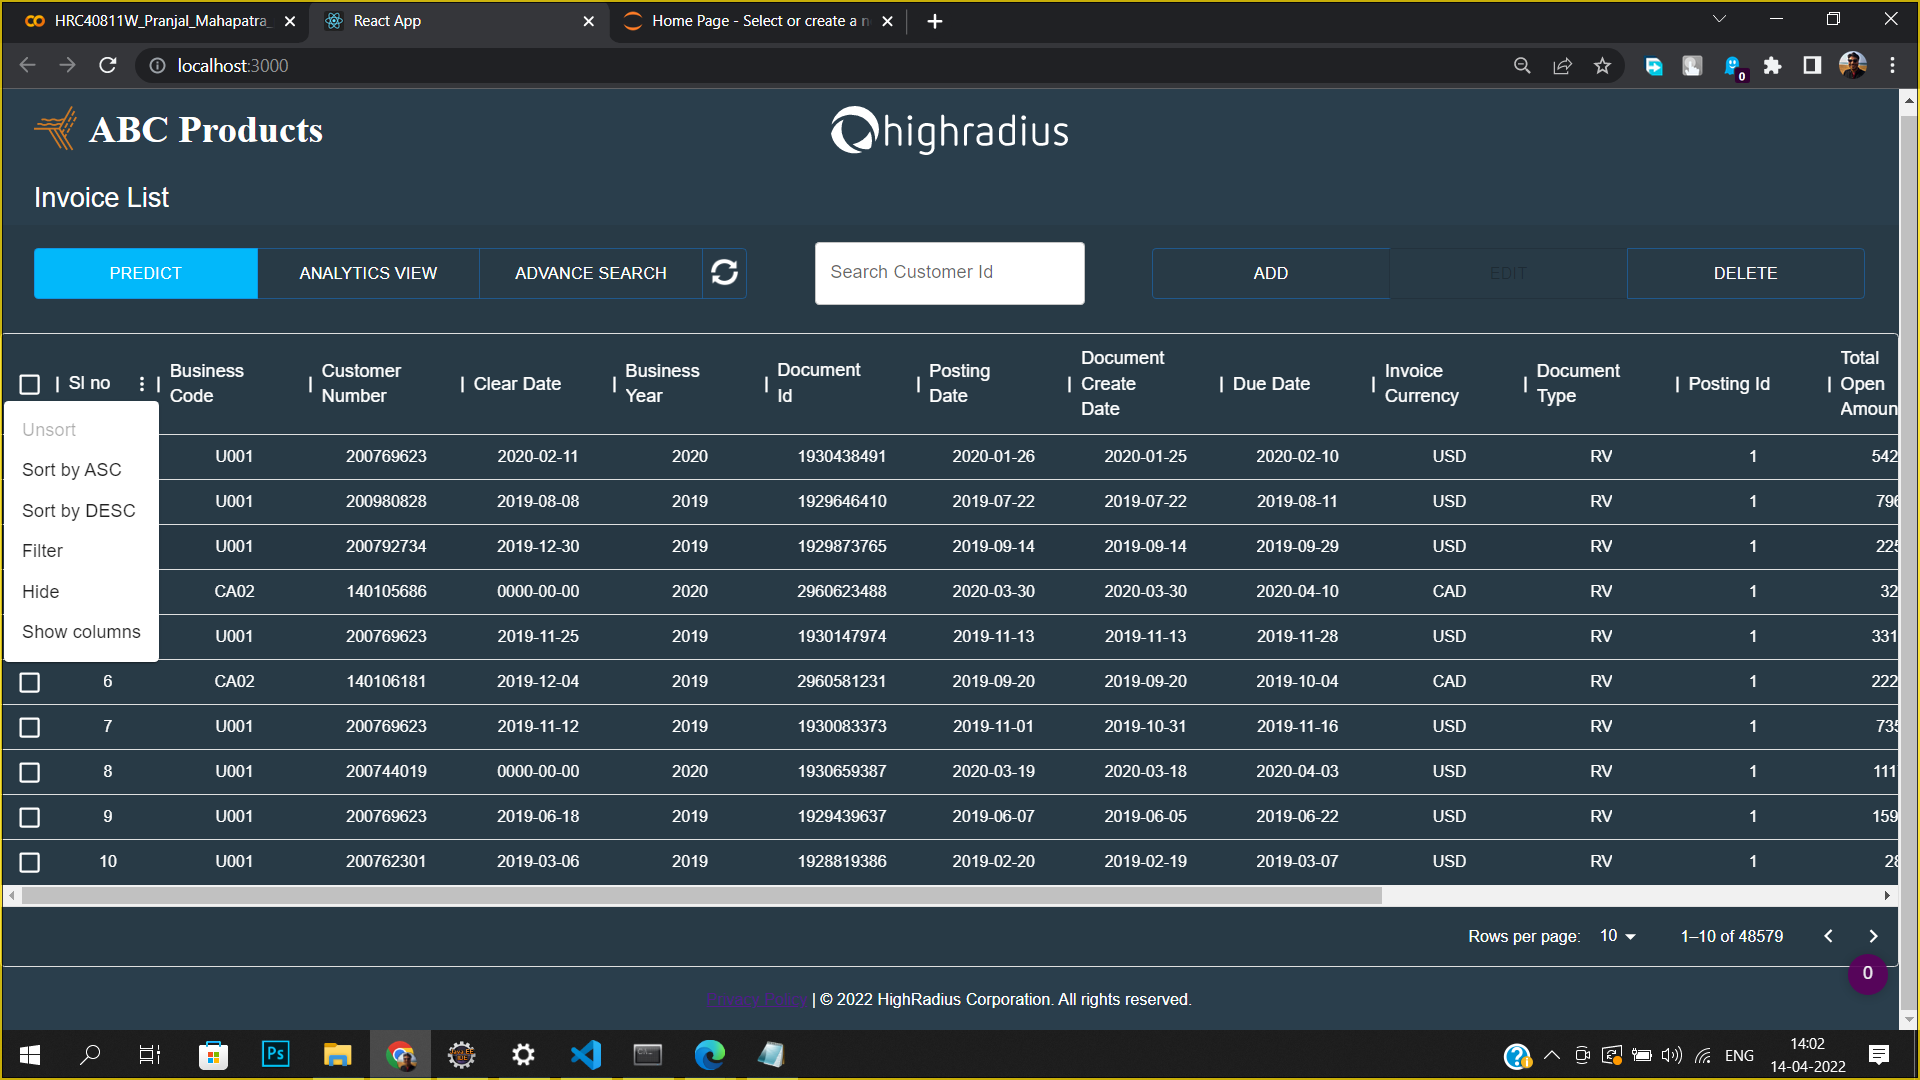 HRC40811W_Pranjal_Mahapatra_
React App
Home Page - Select or create a n
localhost:3000
0
ABC Products
highradius
Invoice List
PREDICT
ANALYTICS VIEW
ADVANCE SEARCH
Search Customer Id
ADD
EDIT
DELETE
Sl no
Business Code
Customer Number
Clear Date
Business Year
Document Id
Posting Date
Document Create Date
Due Date
Invoice Currency
Document Type
Posting Id
Total Open Amoun
Unsort
Sort by ASC
Sort by DESC
Filter
Hide
Show columns
U001 200769623 2020-02-11 2020 1930438491 2020-01-26 2020-01-25 2020-02-10 USD RV 1 542
U001 200980828 2019-08-08 2019 1929646410 2019-07-22 2019-07-22 2019-08-11 USD RV 1 796
U001 200792734 2019-12-30 2019 1929873765 2019-09-14 2019-09-14 2019-09-29 USD RV 1 225
CA02 140105686 0000-00-00 2020 2960623488 2020-03-30 2020-03-30 2020-04-10 CAD RV 1 32
U001 200769623 2019-11-25 2019 1930147974 2019-11-13 2019-11-13 2019-11-28 USD RV 1 331
6 CA02 140106181 2019-12-04 2019 2960581231 2019-09-20 2019-09-20 2019-10-04 CAD RV 1 222
7 U001 200769623 2019-11-12 2019 1930083373 2019-11-01 2019-10-31 2019-11-16 USD RV 1 735
8 U001 200744019 0000-00-00 2020 1930659387 2020-03-19 2020-03-18 2020-04-03 USD RV 1 111
9 U001 200769623 2019-06-18 2019 1929439637 2019-06-07 2019-06-05 2019-06-22 USD RV 1 159
10 U001 200762301 2019-03-06 2019 1928819386 2019-02-20 2019-02-19 2019-03-07 USD RV 1 28
Rows per page: 10 1–10 of 48579
0
| © 2022 HighRadius Corporation. All rights reserved.
Ps
ENG
14:02
14-04-2022